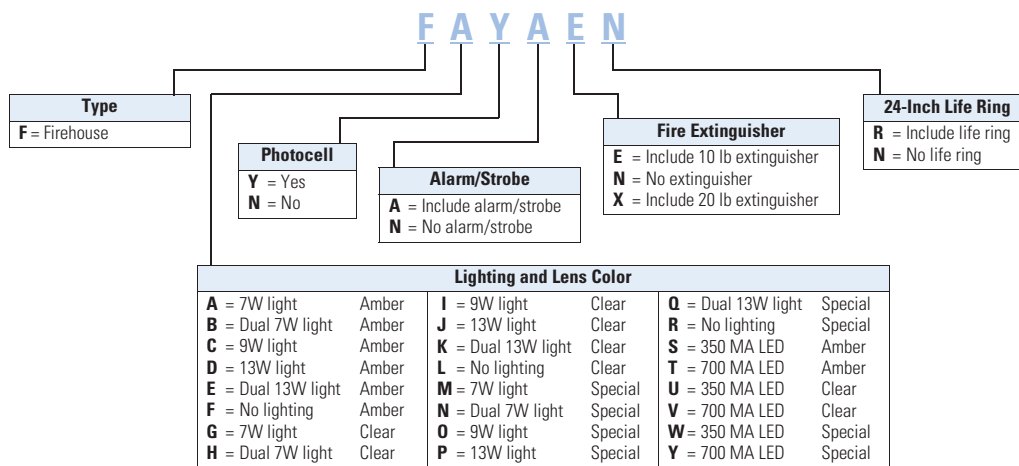 F A Y A E N
Type
F = Firehouse
Photocell
Y = Yes
N = No
Alarm/Strobe
A = Include alarm/strobe
N = No alarm/strobe
Fire Extinguisher
E = Include 10 lb extinguisher
N = No extinguisher
X = Include 20 lb extinguisher
24-Inch Life Ring
R = Include life ring
N = No life ring
Lighting and Lens Color
A = 7W light Amber
B = Dual 7W light Amber
C = 9W light Amber
D = 13W light Amber
E = Dual 13W light Amber
F = No lighting Amber
G = 7W light Clear
H = Dual 7W light Clear
I = 9W light Clear
J = 13W light Clear
K = Dual 13W light Clear
L = No lighting Clear
M = 7W light Special
N = Dual 7W light Special
O = 9W light Special
P = 13W light Special
Q = Dual 13W light Special
R = No lighting Special
S = 350 MA LED Amber
T = 700 MA LED Amber
U = 350 MA LED Clear
V = 700 MA LED Clear
W = 350 MA LED Special
Y = 700 MA LED Special